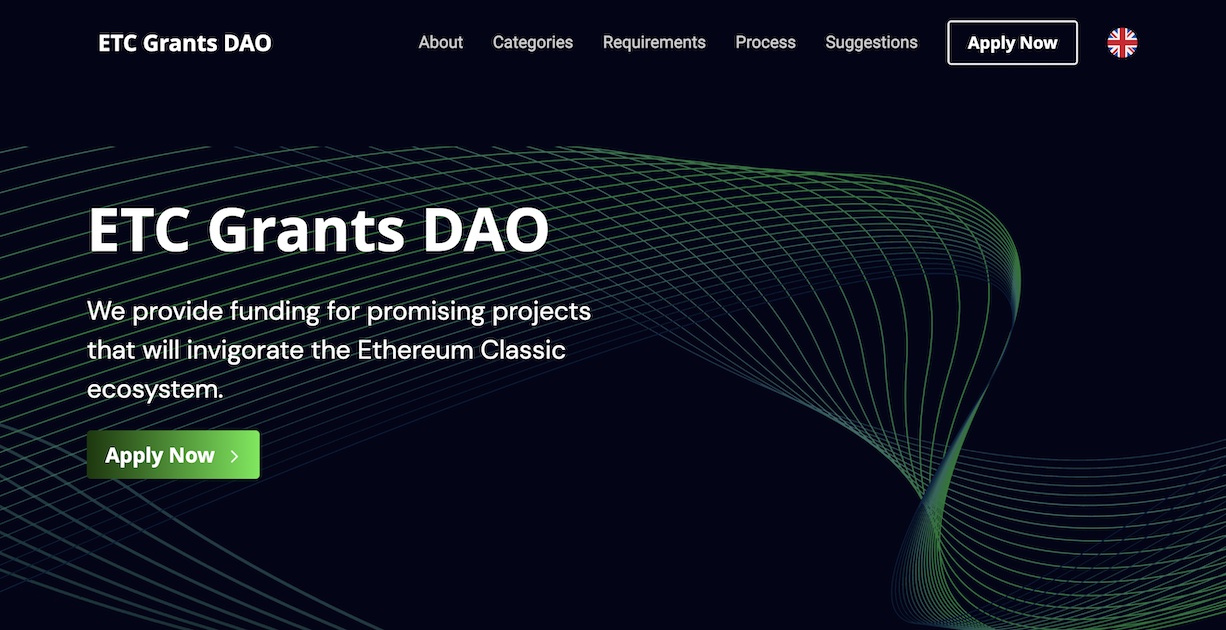 ETC Grants DAO
About
Categories
Requirements
Process
Suggestions
Apply Now
ETC Grants DAO
We provide funding for promising projects
that will invigorate the Ethereum Classic
ecosystem.
Apply Now